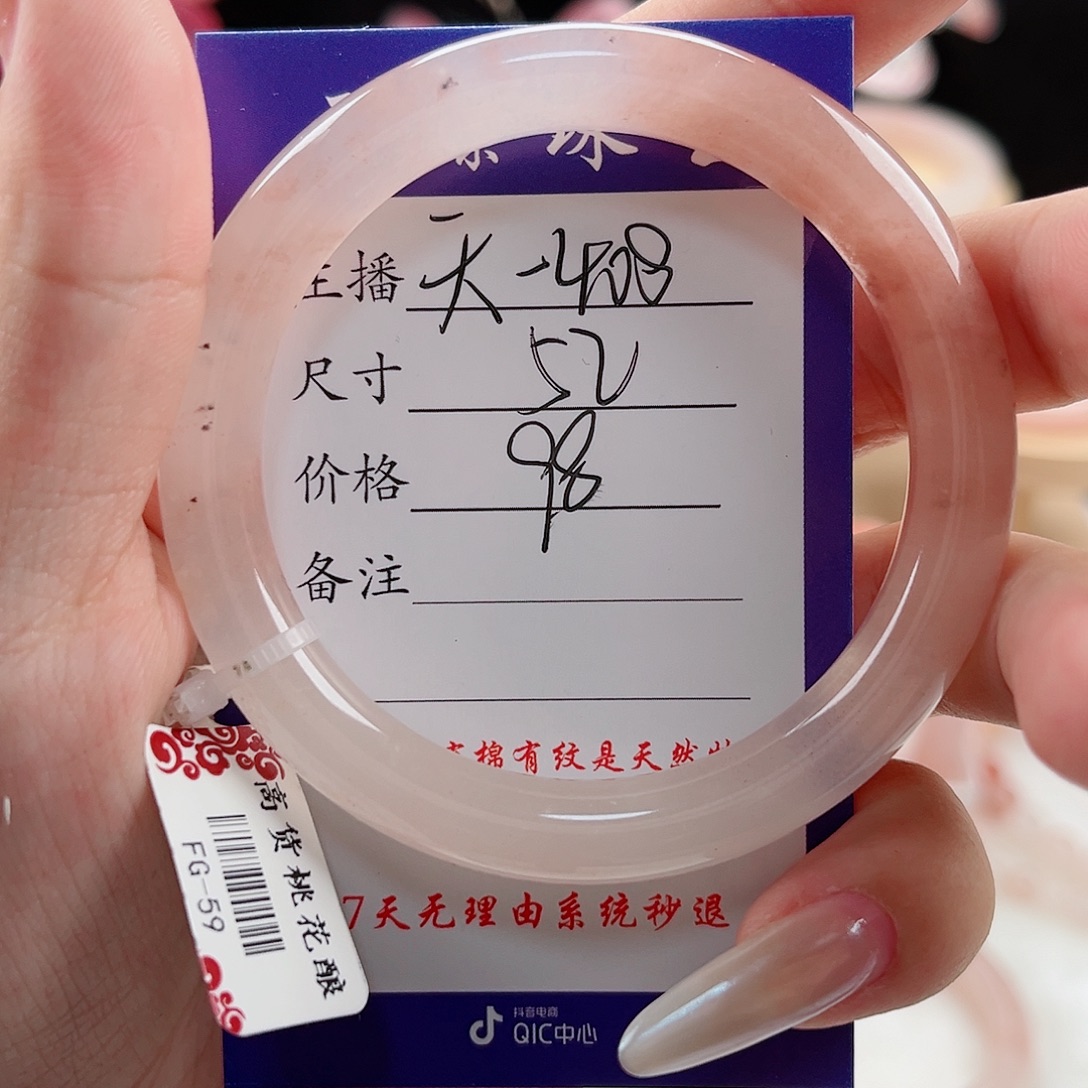 主播 天-408
尺寸 52
价格 98
备注
棉有纹是天然
7天无理由系统秒退
高货桃花酿
FG-59
抖音电商
QIC中心